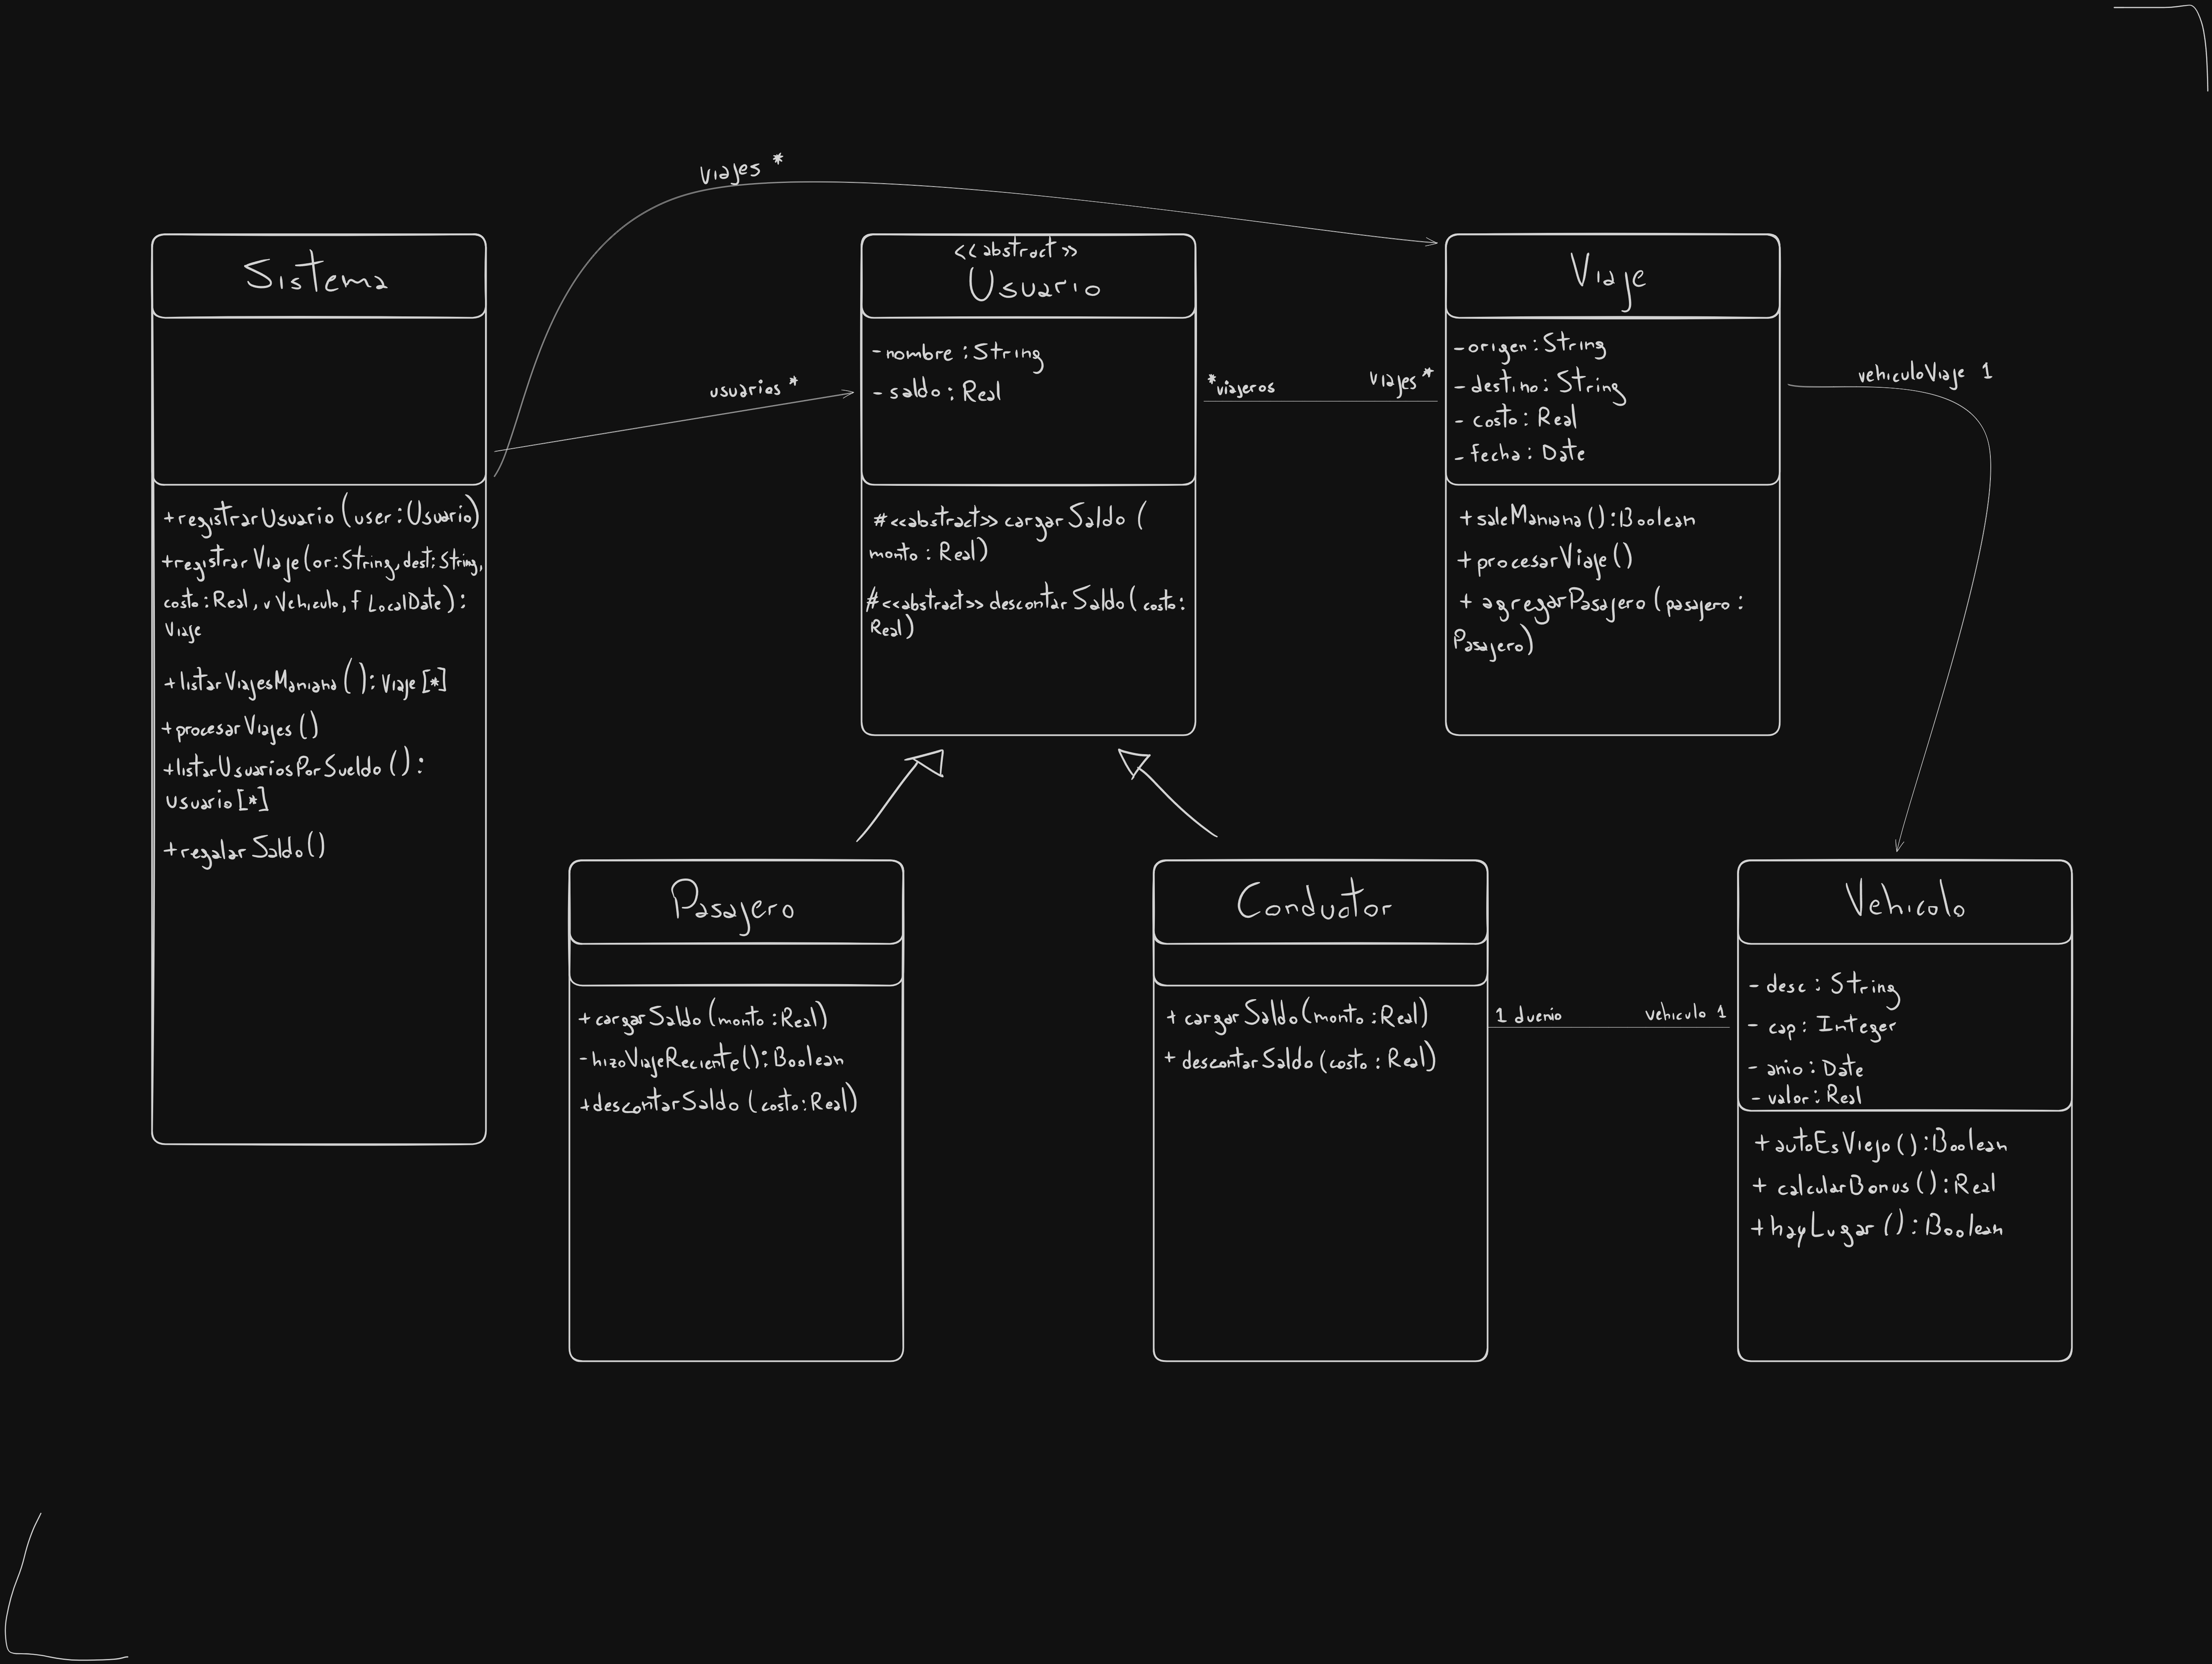 viajes *
Sistema
+registrarUsuario(user:Usuario)
+registrarViaje(or:String, dest:String,
costo:Real, v Vehiculo, f LocalDate):
Viaje
+listarViajesManiana():Viaje[*]
+procesarViajes()
+listarUsuariosPorSueldo():
usuario[*]
+regalarSaldo()
usuarios *
<<abstract>>
Usuario
-nombre:String
-saldo:Real
#<<abstract>> cargarSaldo(
monto:Real)
#<<abstract>> descontarSaldo(costo:
Real)
*viajeros
viajes*
Viaje
-origen:String
-destino:String
-costo:Real
-fecha:Date
+saleManiana():Boolean
+procesarViaje()
+agregarPasajero(pasajero:
Pasajero)
vehiculoViaje 1
Pasajero
+cargarSaldo(monto:Real)
-hizoViajeReciente():Boolean
+descontarSaldo(costo:Real)
Conductor
+cargarSaldo(monto:Real)
+descontarSaldo(costo:Real)
1 duenio
vehiculo 1
Vehicolo
-desc:String
-cap:Integer
-anio:Date
-valor:Real
+autoEsViejo():Boolean
+calcularBonus():Real
+hayLugar():Boolean